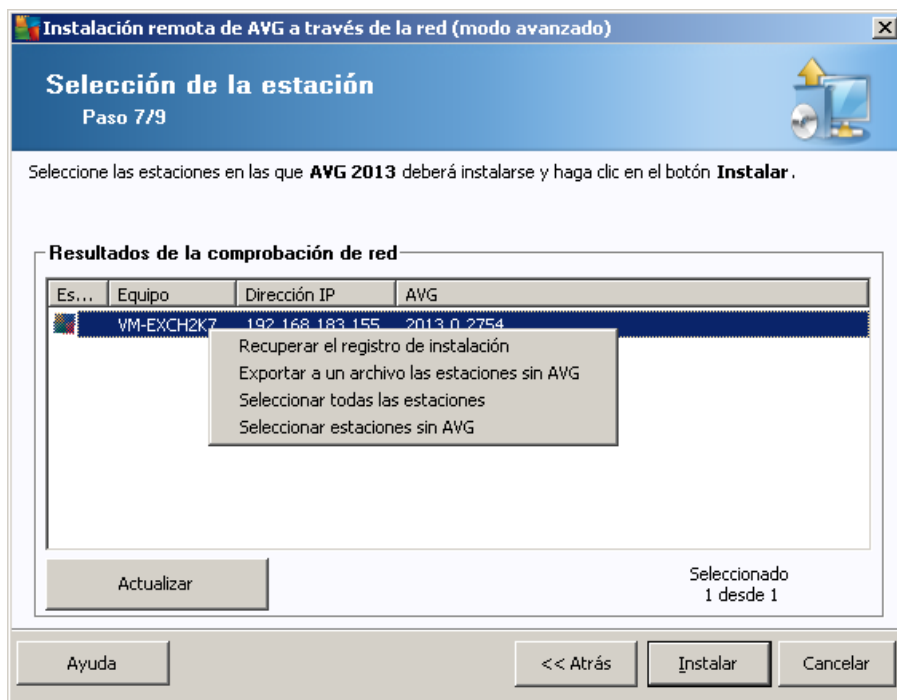 Instalación remota de AVG a través de la red (modo avanzado)
Selección de la estación
Paso 7/9
Seleccione las estaciones en las que AVG 2013 deberá instalarse y haga clic en el botón Instalar.
Resultados de la comprobación de red
Es... Equipo Dirección IP AVG
VM-EXCH2K7 192.168.183.155 2013.0.2754
Recuperar el registro de instalación
Exportar a un archivo las estaciones sin AVG
Seleccionar todas las estaciones
Seleccionar estaciones sin AVG
Actualizar
Seleccionado
1 desde 1
Ayuda << Atrás Instalar Cancelar